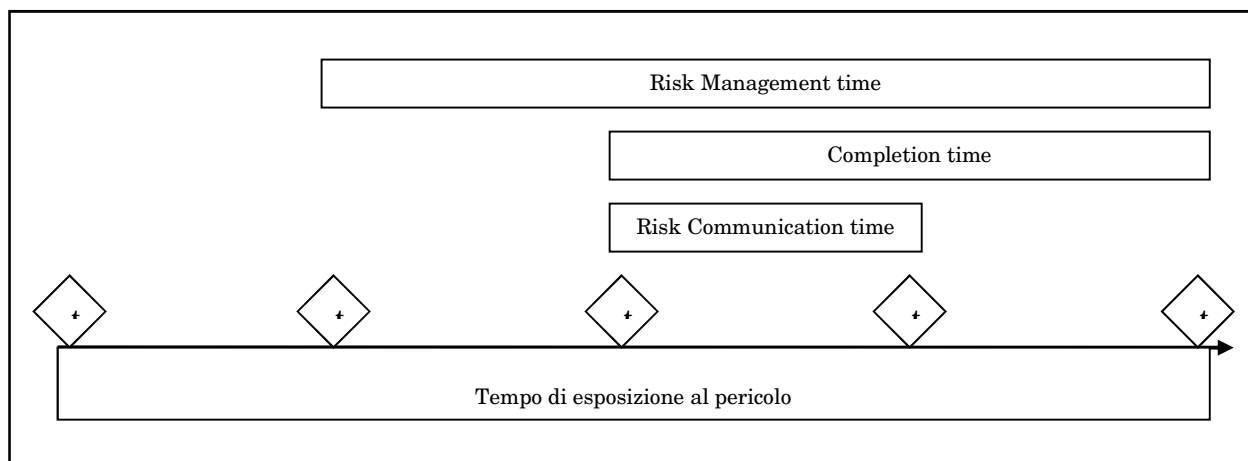 Risk Management time
Completion time
Risk Communication time
Tempo di esposizione al pericolo